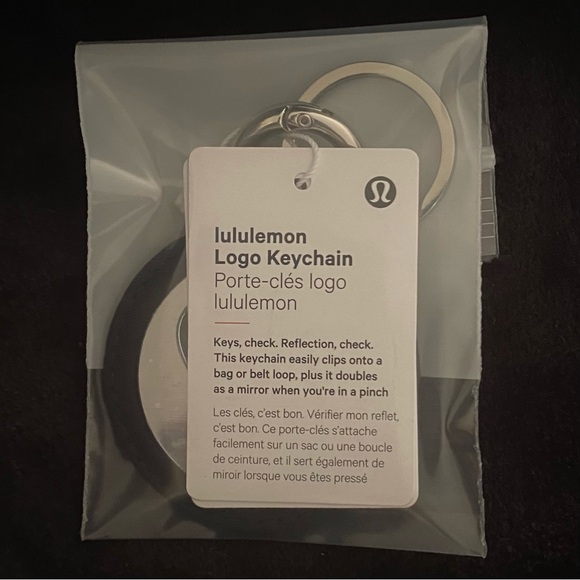 lululemon
Logo Keychain
Porte-clés logo
lululemon
Keys, check. Reflection, check.
This keychain easily clips onto a
bag or belt loop, plus it doubles
as a mirror when you're in a pinch
Les clés, c'est bon. Vérifier mon reflet,
c'est bon. Ce porte-clés s'attache
facilement sur un sac ou une boucle
de ceinture, et il sert également de
miroir lorsque vous êtes pressé